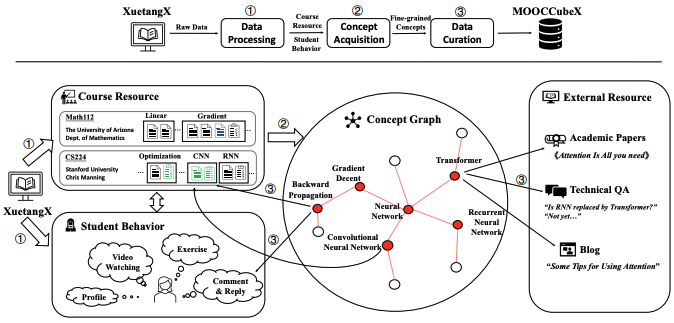 XuetangX
Raw Data
①
Data
Processing
Course
Resource
Student
Behavior
②
Concept
Acquisition
Fine-grained
Concepts
③
Data
Curation
MOOCCubeX
Course Resource
Math112
The University of Arizona
Dept. of Mathematics
Linear
Gradient
...
...
CS224
Stanford University
Chris Manning
Optimization
CNN
RNN
...
...
①
XuetangX
①
Student Behavior
Video
Watching
Exercise
Profile
Comment
& Reply
②
③
③
Concept Graph
Gradient
Decent
Backward
Propagation
Transformer
Neural
Network
Recurrent
Neural
Network
Convolutional
Neural Network
③
External Resource
Academic Papers
《Attention Is All you need》
Technical QA
"Is RNN replaced by Transformer?"
"Not yet…"
Blog
"Some Tips for Using Attention"